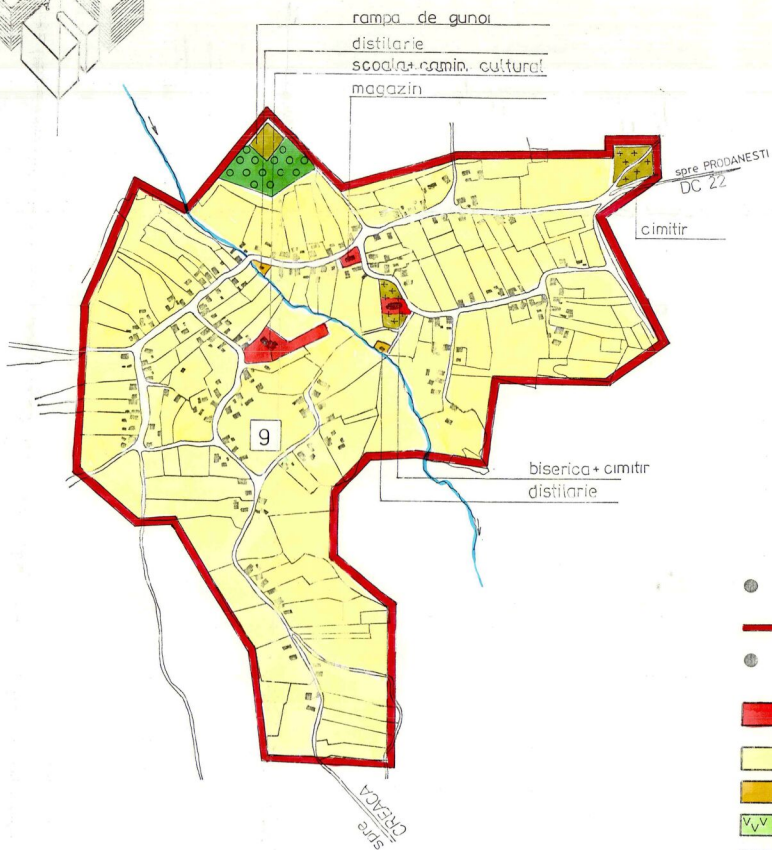 rampa de gunoi
distilarie
scoala+camin cultural
magazin
spre PRODANESTI
DC 22
cimitir
9
biserica + cimitir
distilarie
spre
CREACA